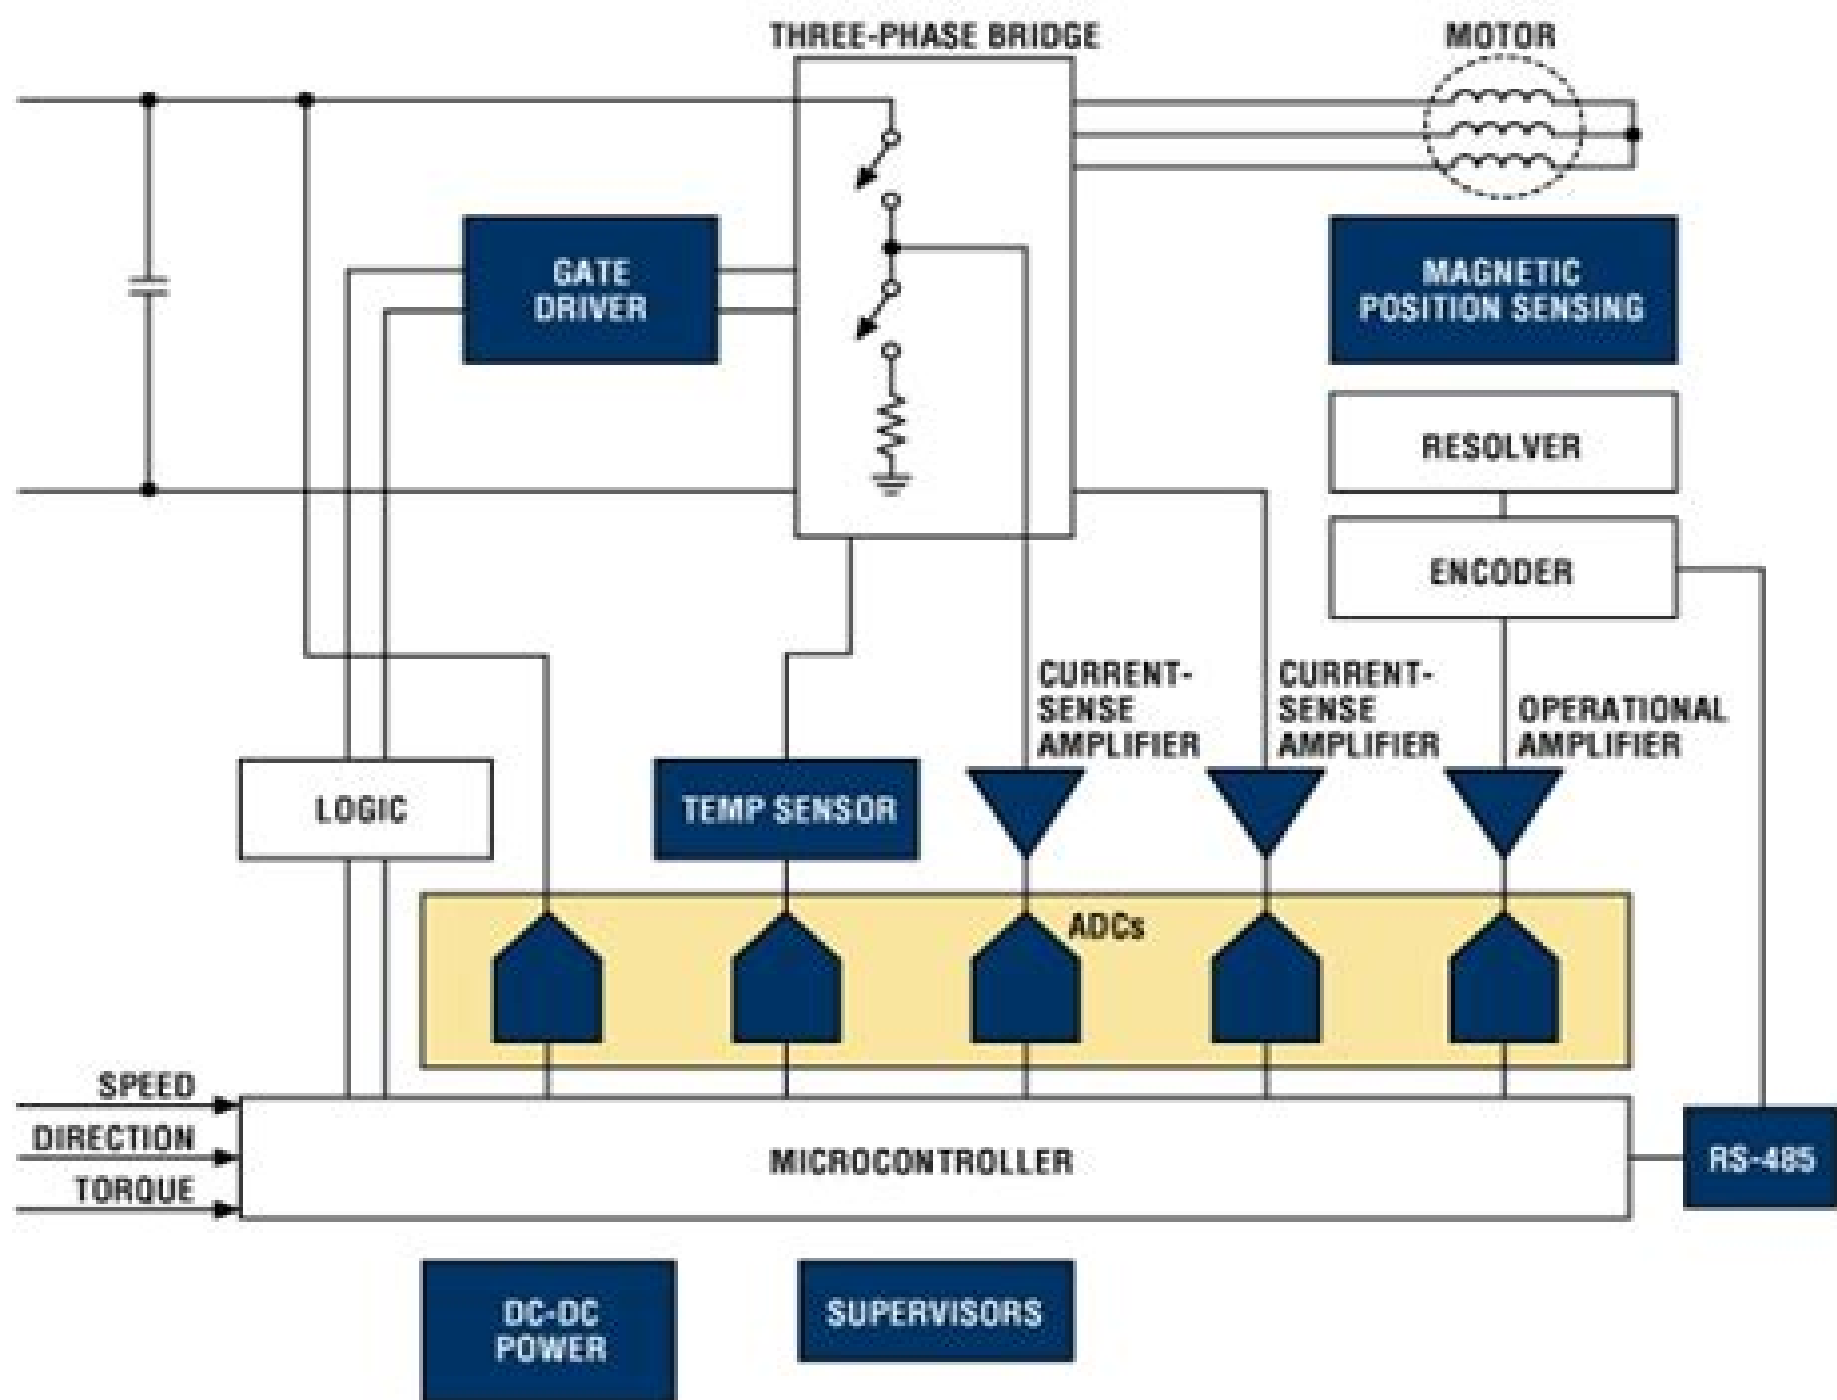 THREE-PHASE BRIDGE
MOTOR
GATE
DRIVER
MAGNETIC
POSITION SENSING
RESOLVER
ENCODER
CURRENT-
SENSE
AMPLIFIER
CURRENT-
SENSE
AMPLIFIER
OPERATIONAL
AMPLIFIER
LOGIC
TEMP SENSOR
ADCs
SPEED
DIRECTION
TORQUE
MICROCONTROLLER
RS-485
DC-DC
POWER
SUPERVISORS